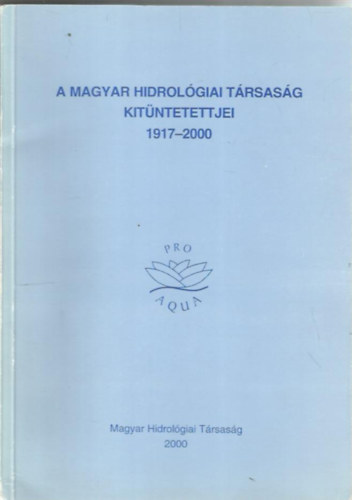 A MAGYAR HIDROLÓGIAI TÁRSASÁG
KITÜNTETETTJEI
1917–2000
PRO
AQUA
Magyar Hidrológiai Társaság
2000